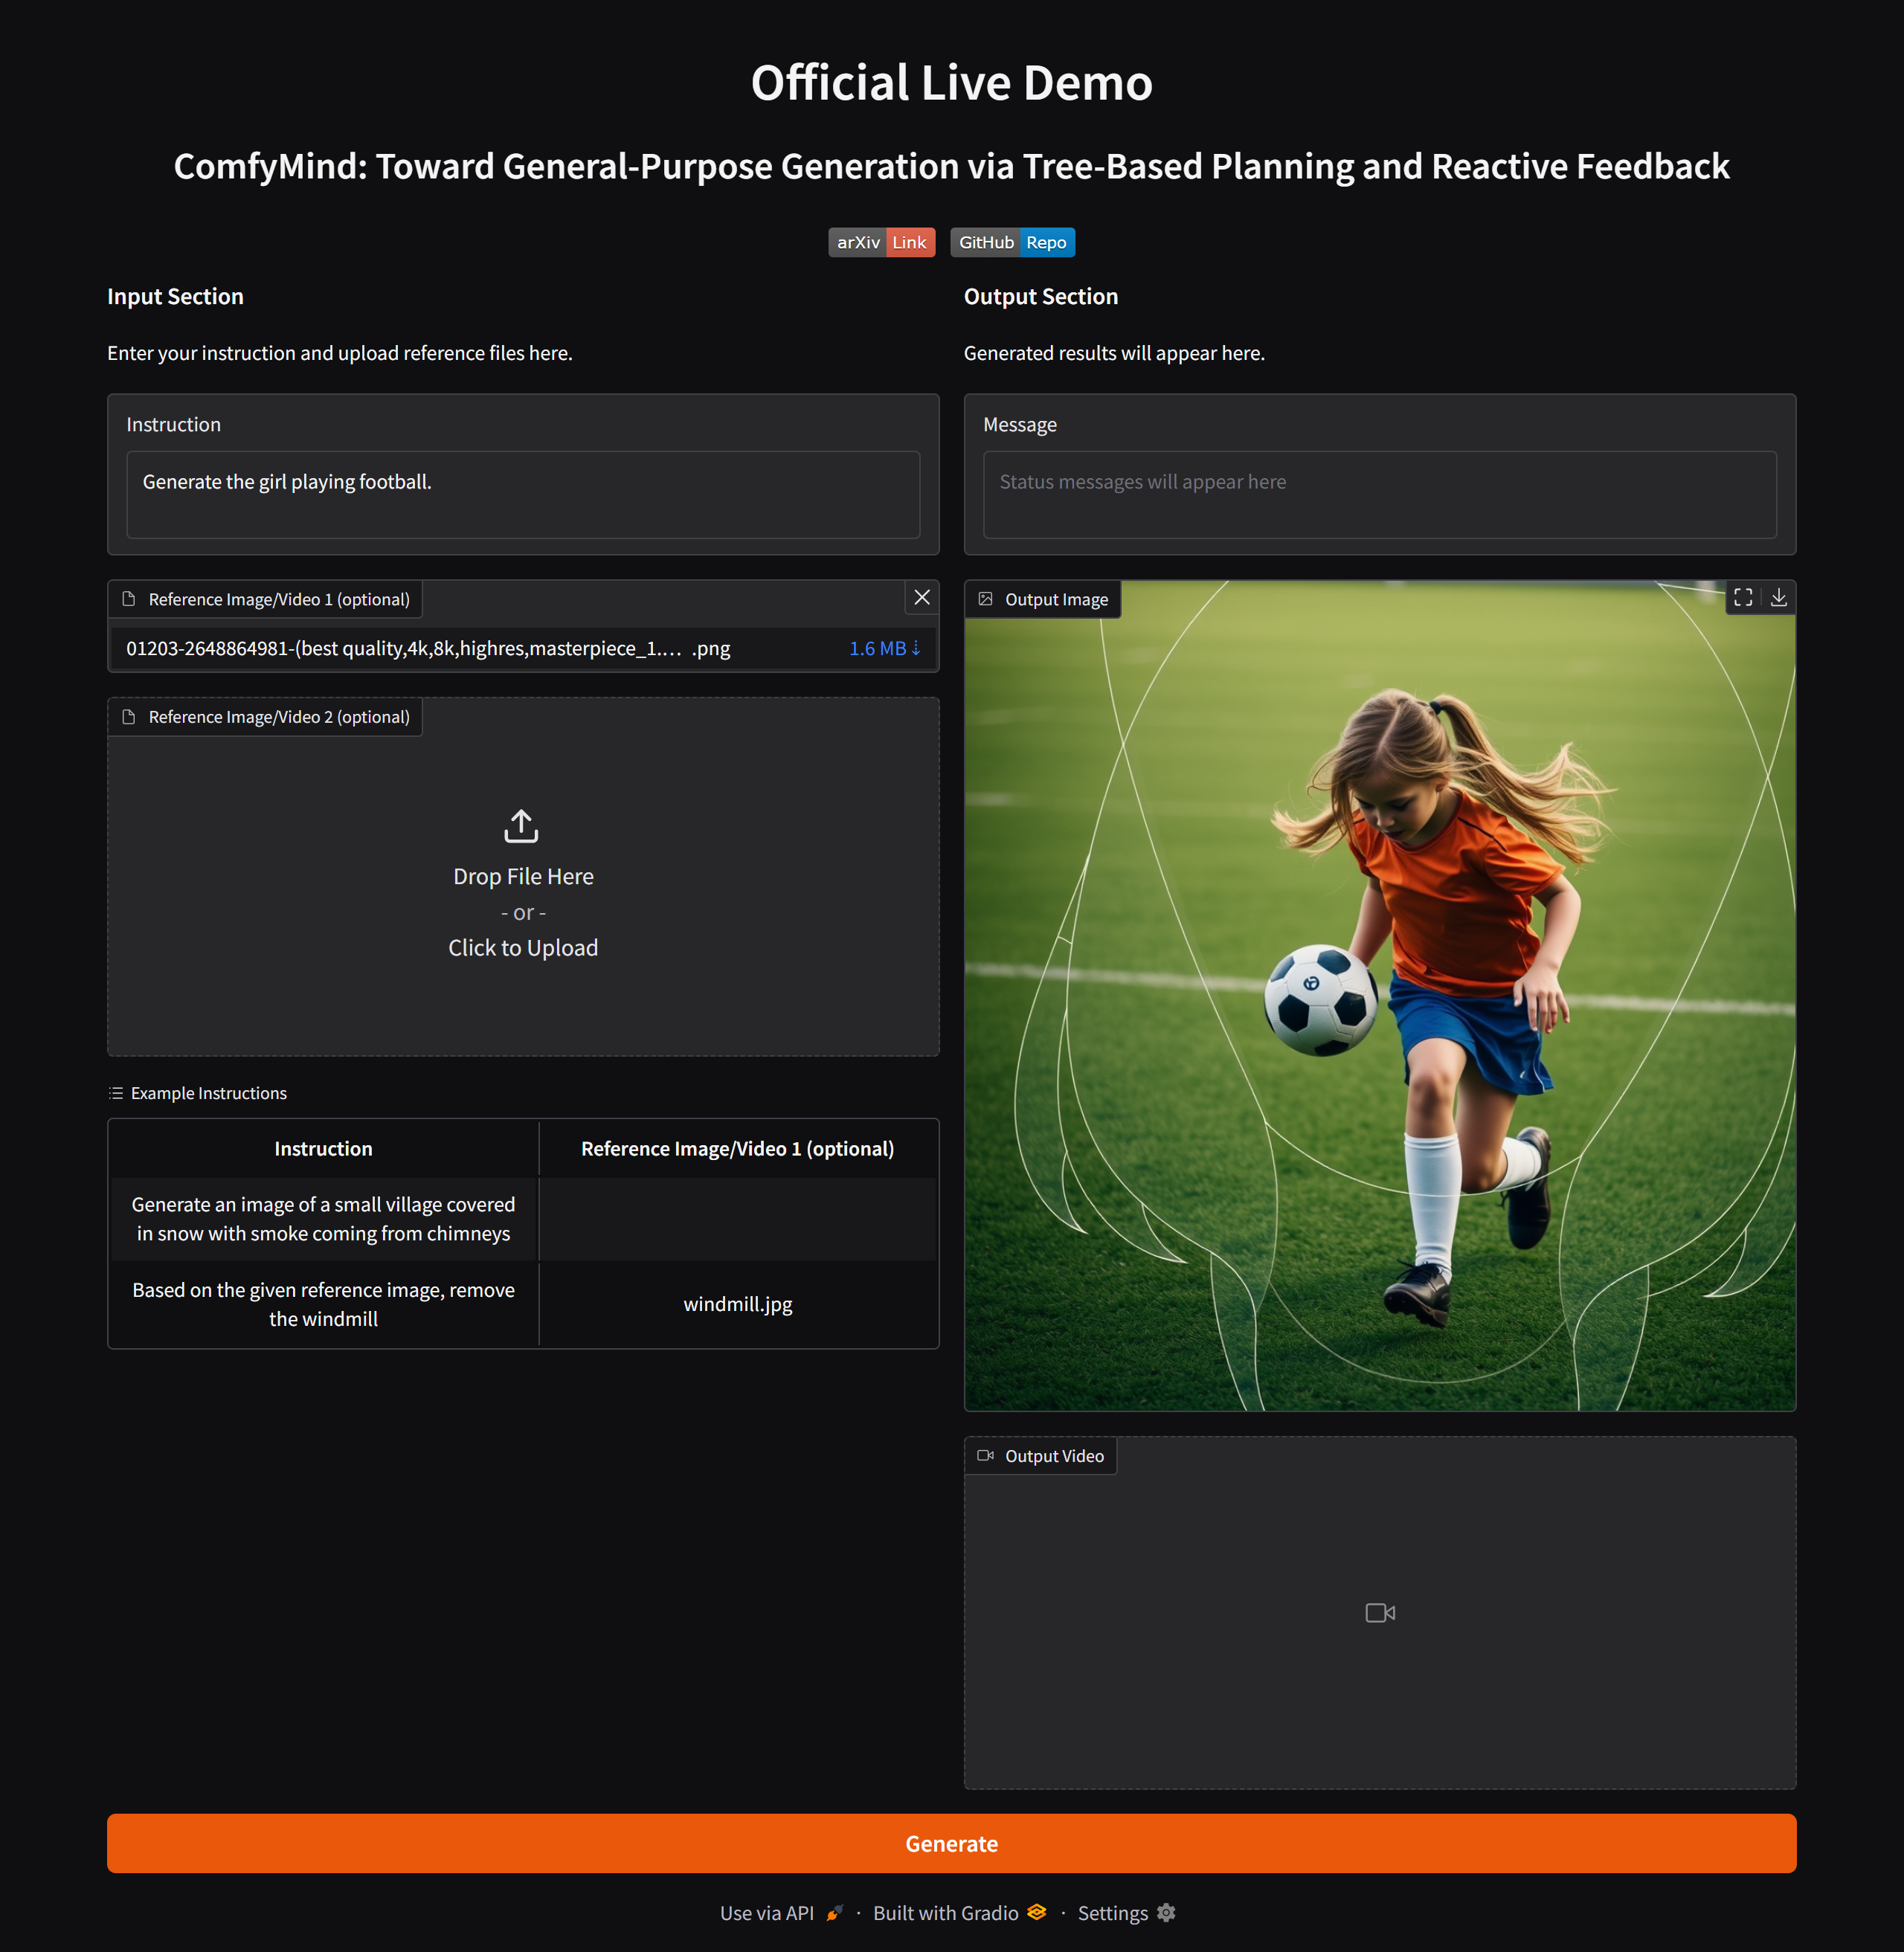 Official Live Demo
ComfyMind: Toward General-Purpose Generation via Tree-Based Planning and Reactive Feedback
arXiv Link GitHub Repo
Input Section
Enter your instruction and upload reference files here.
Instruction
Generate the girl playing football.
Reference Image/Video 1 (optional)
01203-2648864981-(best quality,4k,8k,highres,masterpiece_1.… .png 1.6 MB ⇣
Reference Image/Video 2 (optional)
Drop File Here
- or -
Click to Upload
Example Instructions
Instruction Reference Image/Video 1 (optional)
Generate an image of a small village covered
in snow with smoke coming from chimneys
Based on the given reference image, remove
the windmill
windmill.jpg
Output Section
Generated results will appear here.
Message
Status messages will appear here
Output Image
Output Video
Generate
Use via API · Built with Gradio · Settings